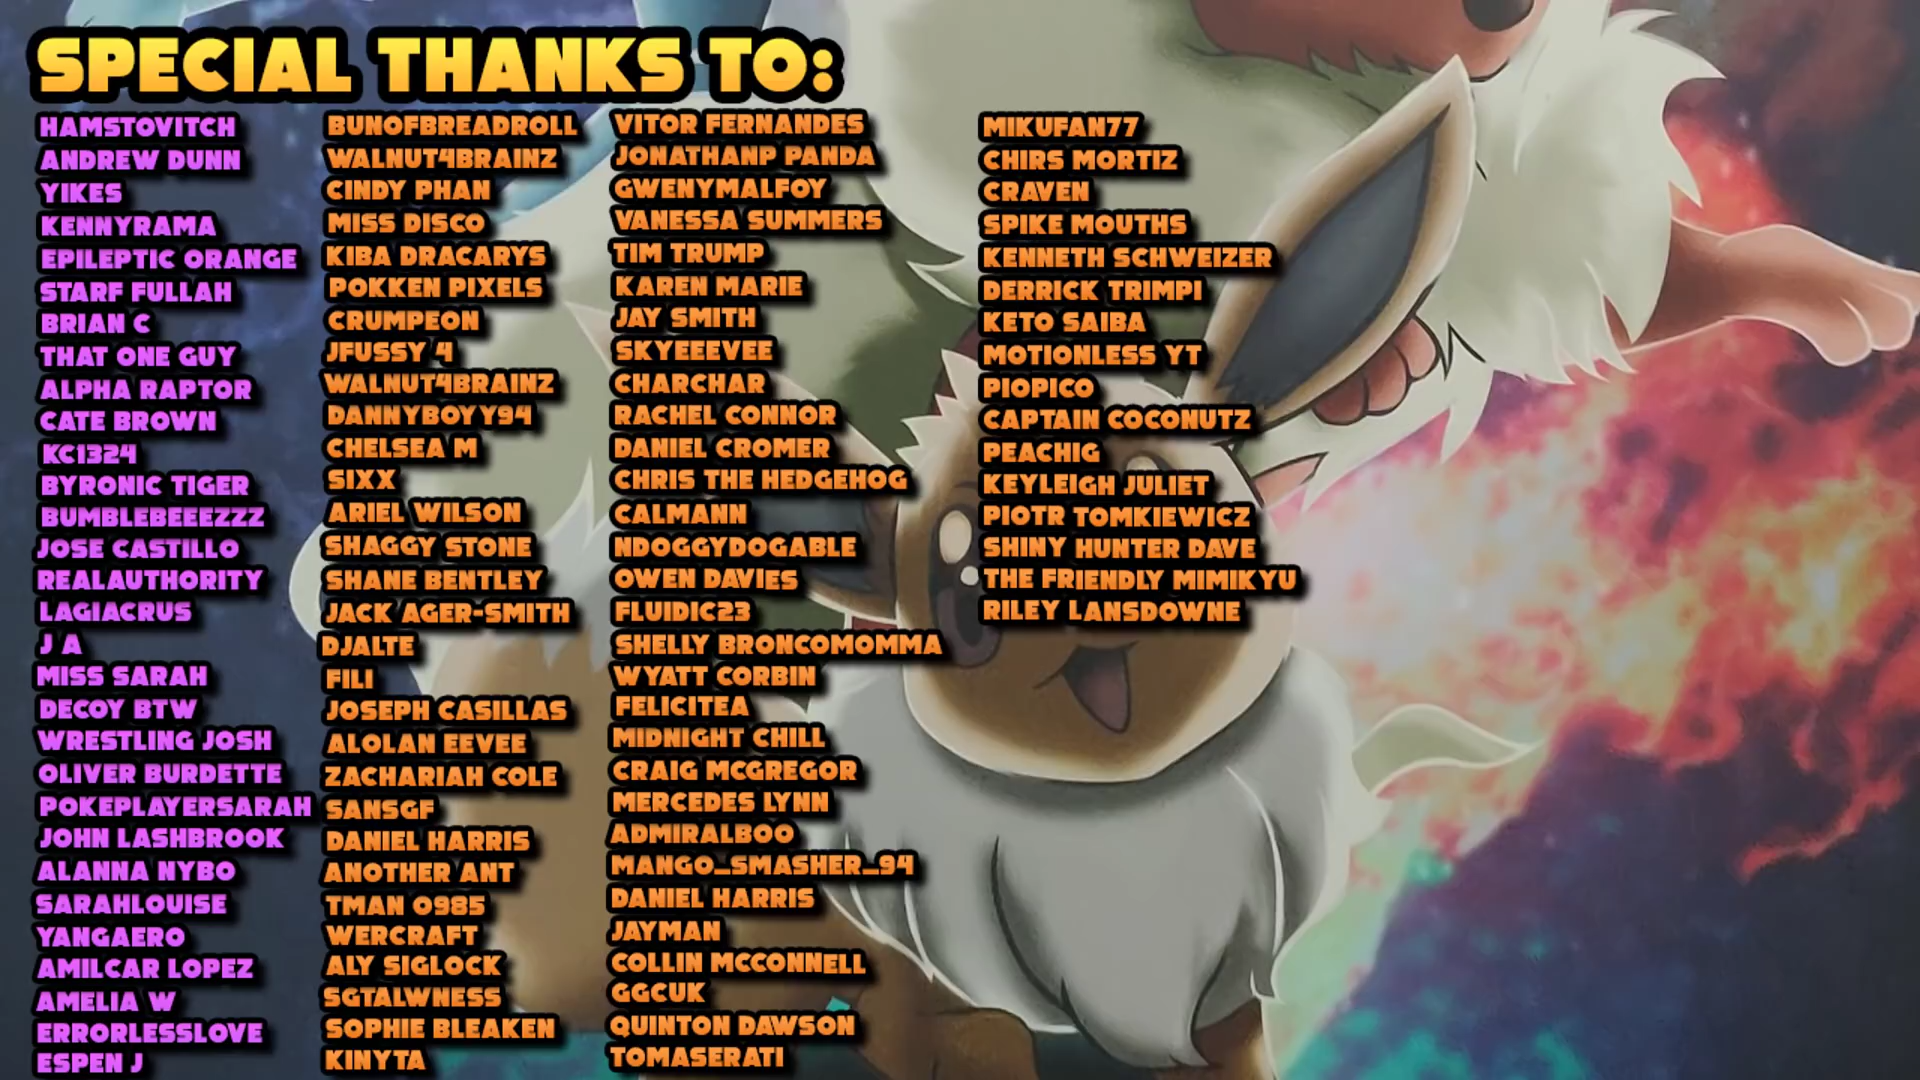 SPECIAL THANKS TO:
HAMSTOVITCH
ANDREW DUNN
YIKES
KENNYRAMA
EPILEPTIC ORANGE
STARF FULLAH
BRIAN C
THAT ONE GUY
ALPHA RAPTOR
CATE BROWN
KC1324
BYRONIC TIGER
BUMBLEBEEEZZZ
JOSE CASTILLO
REALAUTHORITY
LAGIACRUS
J A
MISS SARAH
DECOY BTW
WRESTLING JOSH
OLIVER BURDETTE
POKEPLAYERSARAH
JOHN LASHBROOK
ALANNA NYBO
SARAHLOUISE
YANGAERO
AMILCAR LOPEZ
AMELIA W
ERRORLESSLOVE
ESPEN J
BUNOFBREADROLL
WALNUT4BRAINZ
CINDY PHAN
MISS DISCO
KIBA DRACARYS
POKKEN PIXELS
CRUMPEON
JFUSSY 4
WALNUT4BRAINZ
DANNYBOYY94
CHELSEA M
SIXX
ARIEL WILSON
SHAGGY STONE
SHANE BENTLEY
JACK AGER-SMITH
DJALTE
FILI
JOSEPH CASILLAS
ALOLAN EEVEE
ZACHARIAH COLE
SANSGF
DANIEL HARRIS
ANOTHER ANT
TMAN 0985
WERCRAFT
ALY SIGLOCK
SGTALWNESS
SOPHIE BLEAKEN
KINYTA
VITOR FERNANDES
JONATHANP PANDA
GWENYMALFOY
VANESSA SUMMERS
TIM TRUMP
KAREN MARIE
JAY SMITH
SKYEEEVEE
CHARCHAR
RACHEL CONNOR
DANIEL CROMER
CHRIS THE HEDGEHOG
CALMANN
NDOGGYDOGABLE
OWEN DAVIES
FLUIDIC23
SHELLY BRONCOMOMMA
WYATT CORBIN
FELICITEA
MIDNIGHT CHILL
CRAIG MCGREGOR
MERCEDES LYNN
ADMIRALBOO
MANGO_SMASHER_94
DANIEL HARRIS
JAYMAN
COLLIN MCCONNELL
GGCUK
QUINTON DAWSON
TOMASERATI
MIKUFAN77
CHIRS MORTIZ
CRAVEN
SPIKE MOUTHS
KENNETH SCHWEIZER
DERRICK TRIMPI
KETO SAIBA
MOTIONLESS YT
PIOPICO
CAPTAIN COCONUTZ
PEACHIG
KEYLEIGH JULIET
PIOTR TOMKIEWICZ
SHINY HUNTER DAVE
THE FRIENDLY MIMIKYU
RILEY LANSDOWNE